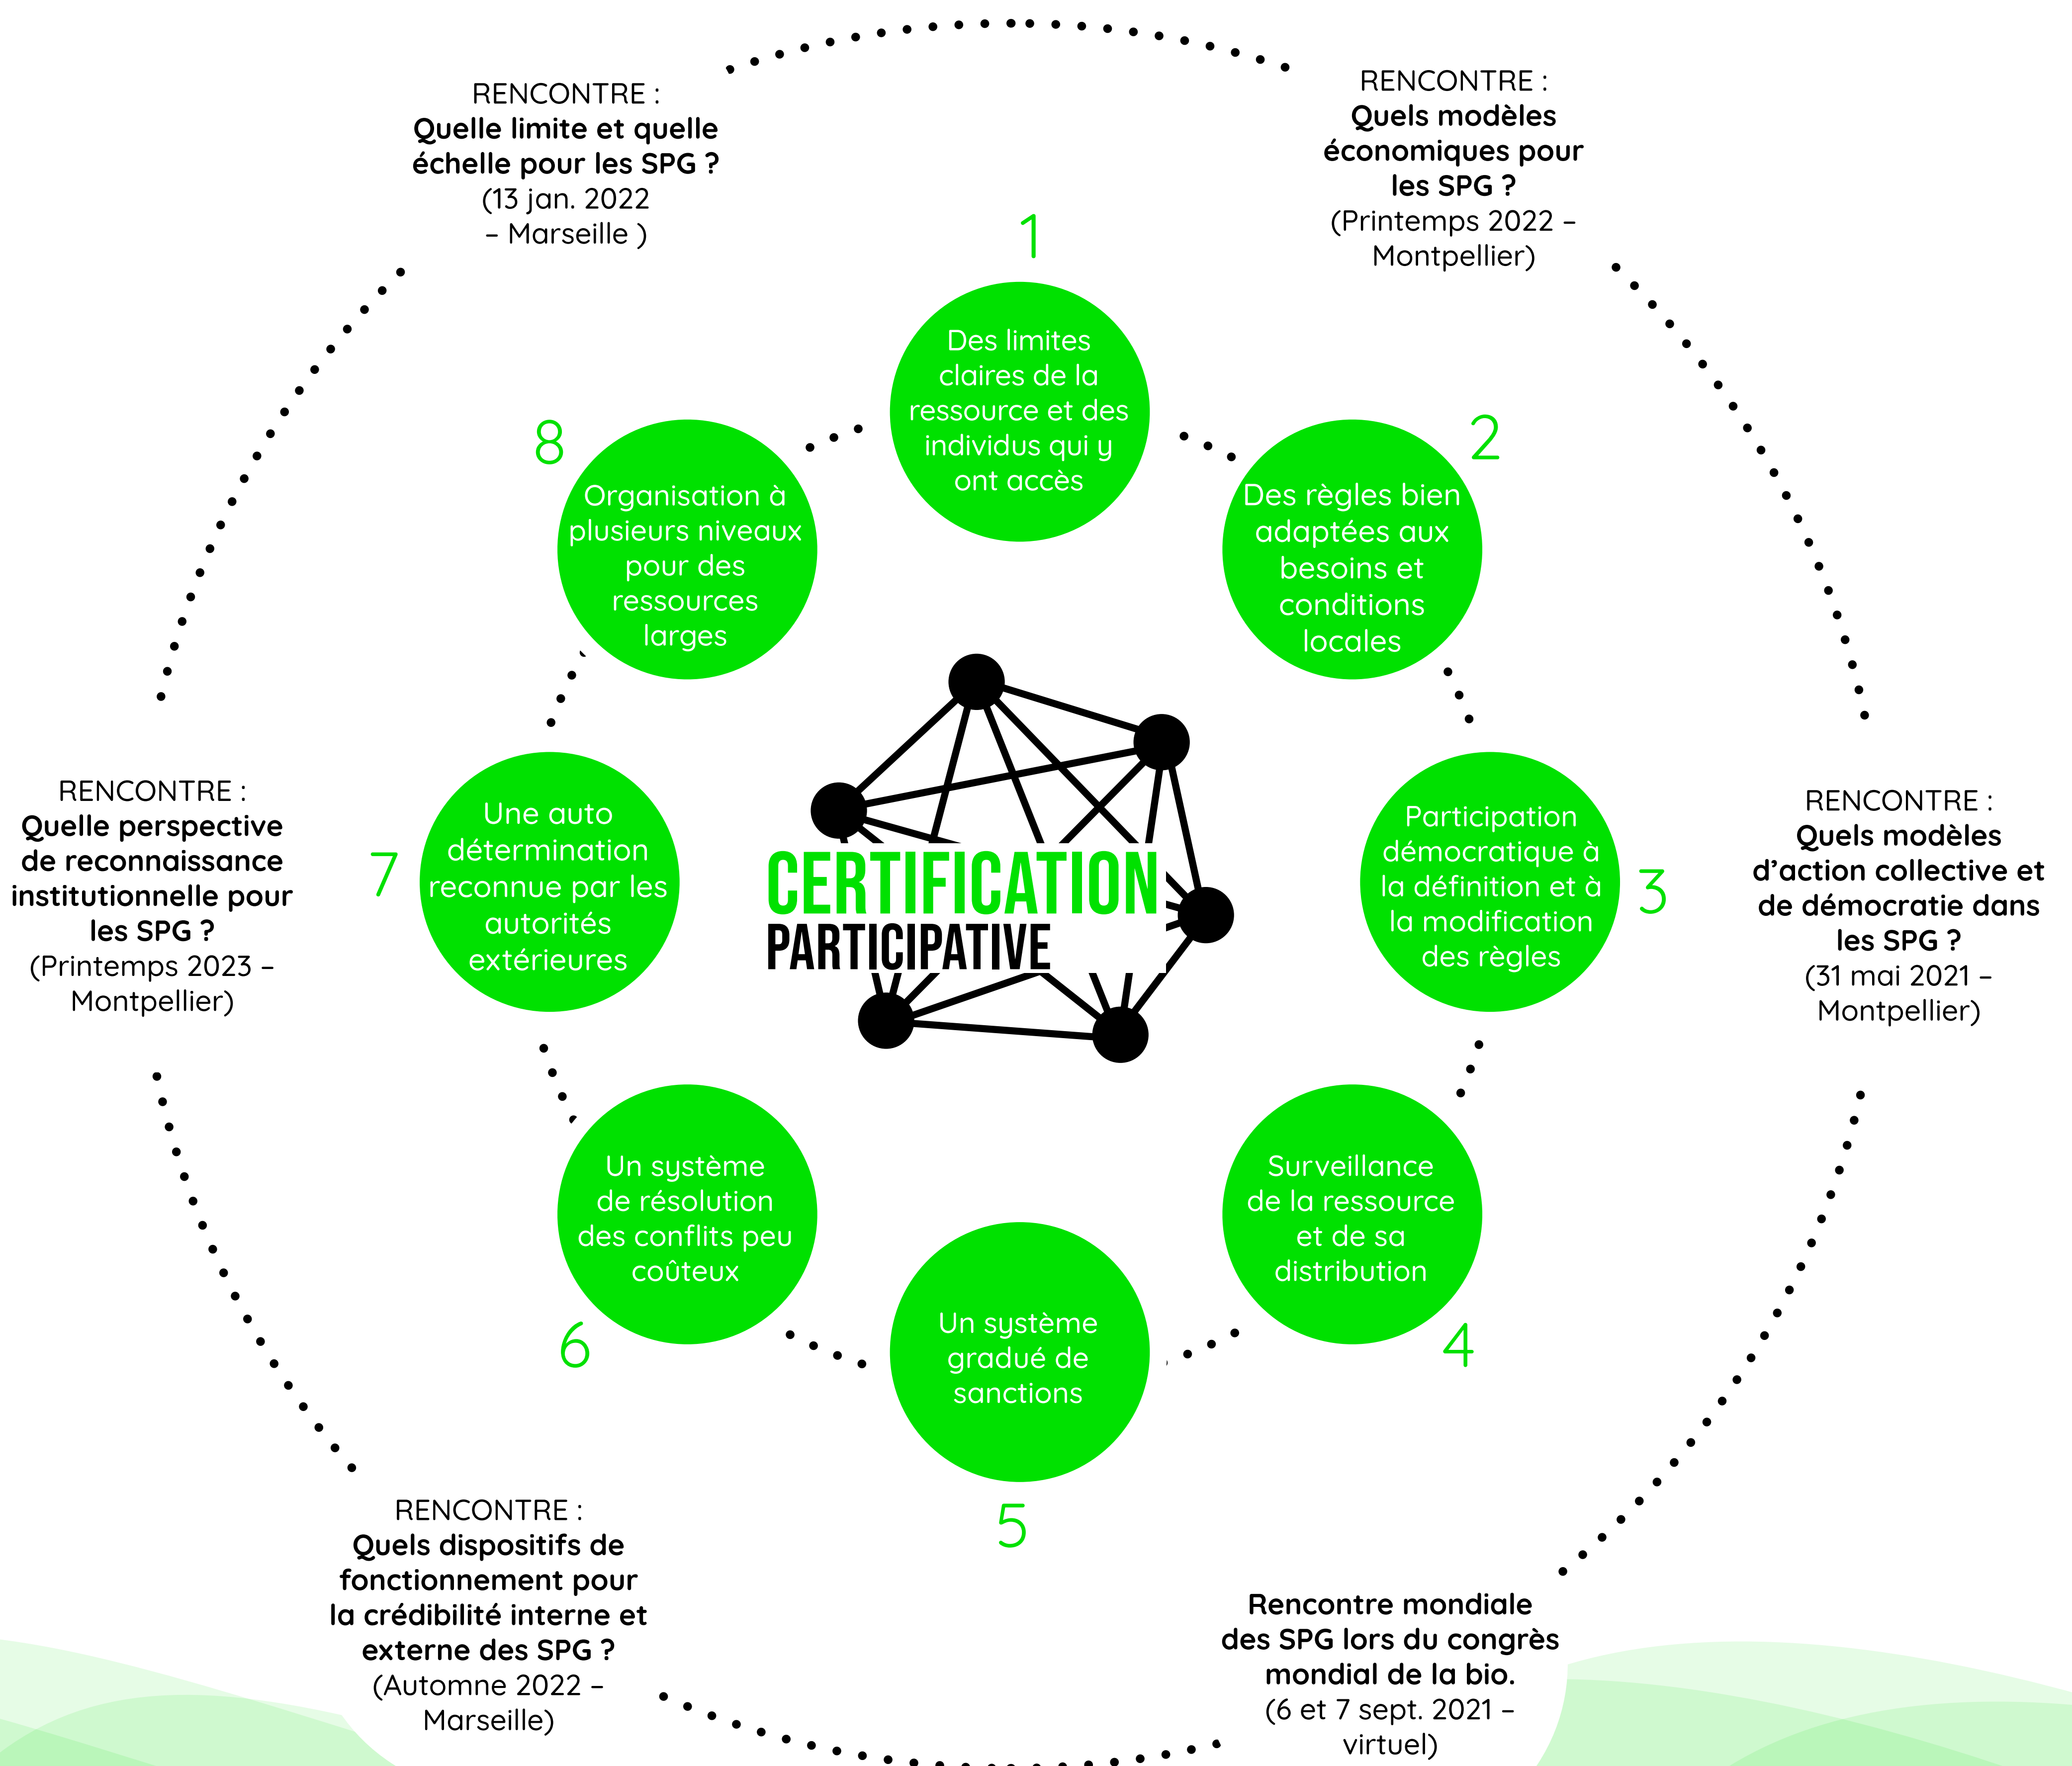 RENCONTRE :
Quelle limite et quelle
échelle pour les SPG ?
(13 jan. 2022
– Marseille )
RENCONTRE :
Quels modèles
économiques pour
les SPG ?
(Printemps 2022 –
Montpellier)
1
Des limites
claires de la
ressource et des
individus qui y
ont accès
2
Des règles bien
adaptées aux
besoins et
conditions
locales
3
Participation
démocratique à
la définition et à
la modification
des règles
4
Surveillance
de la ressource
et de sa
distribution
5
Un système
gradué de
sanctions
6
Un système
de résolution
des conflits peu
coûteux
7
Une auto
détermination
reconnue par les
autorités
extérieures
8
Organisation à
plusieurs niveaux
pour des
ressources
larges
CERTIFICATION
PARTICIPATIVE
RENCONTRE :
Quels modèles
d’action collective et
de démocratie dans
les SPG ?
(31 mai 2021 –
Montpellier)
Rencontre mondiale
des SPG lors du congrès
mondial de la bio.
(6 et 7 sept. 2021 –
virtuel)
RENCONTRE :
Quels dispositifs de
fonctionnement pour
la crédibilité interne et
externe des SPG ?
(Automne 2022 –
Marseille)
RENCONTRE :
Quelle perspective
de reconnaissance
institutionnelle pour
les SPG ?
(Printemps 2023 –
Montpellier)